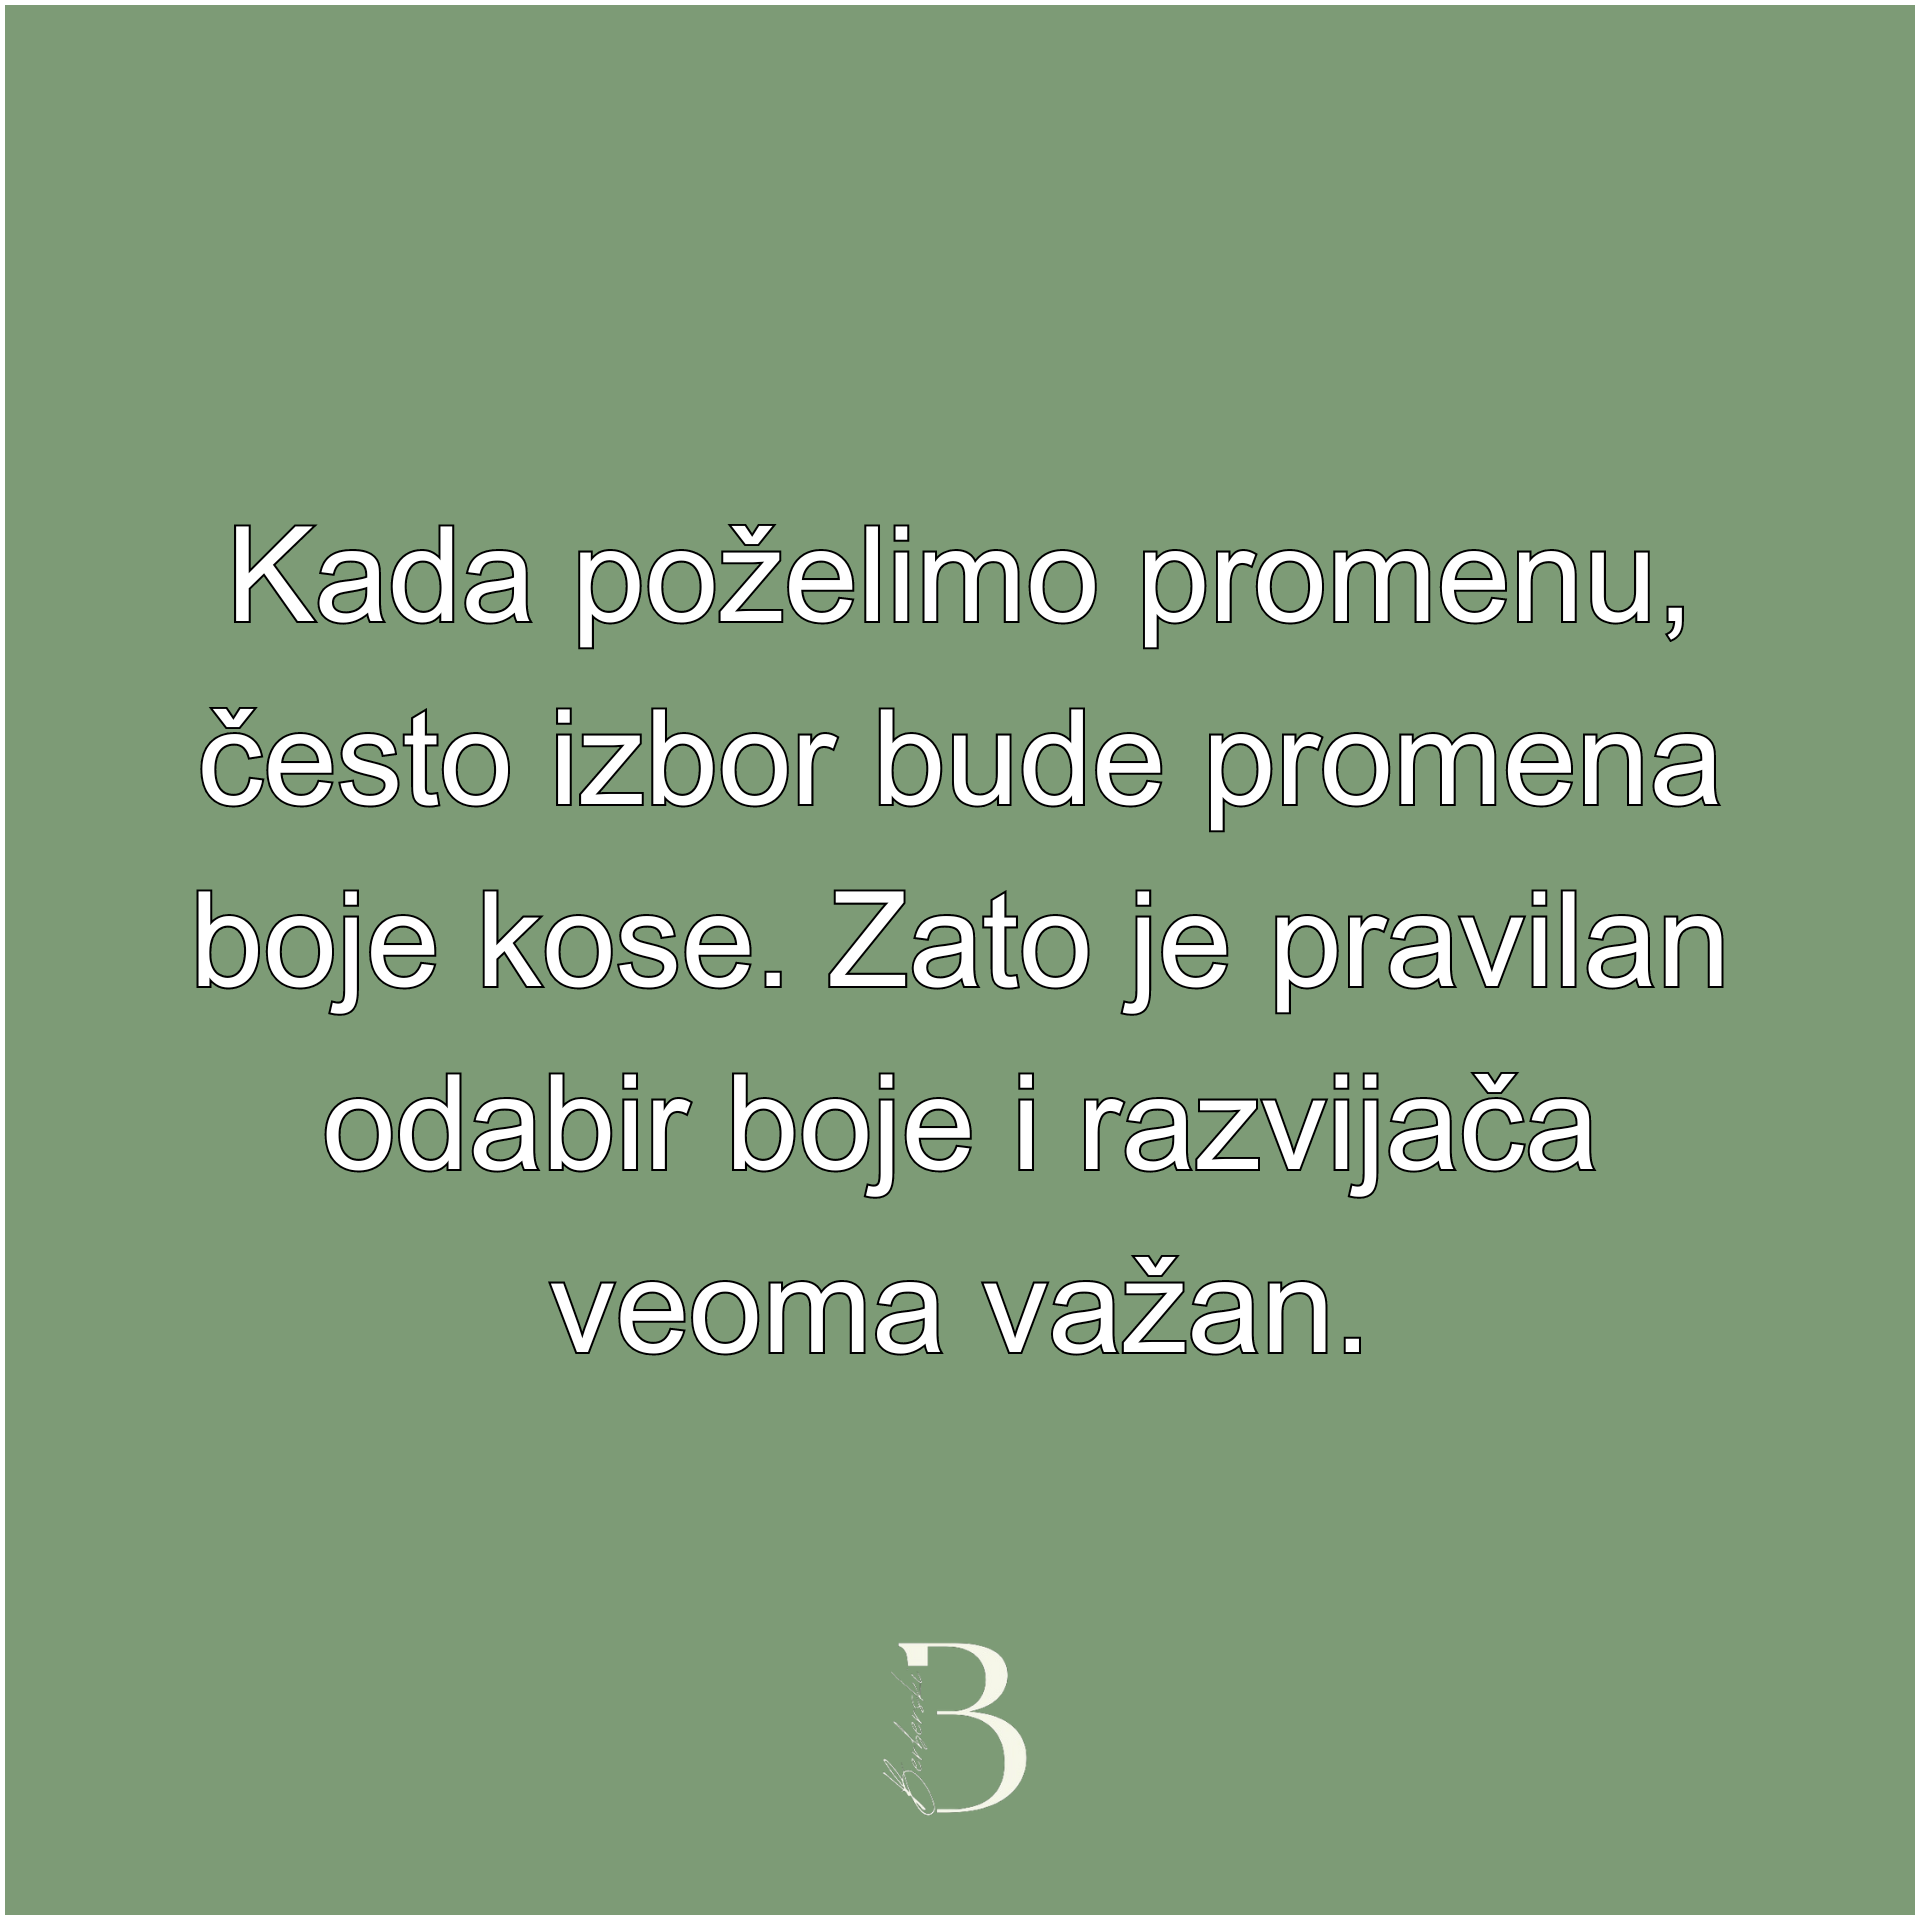 Kada poželimo promenu,
često izbor bude promena
boje kose. Zato je pravilan
odabir boje i razvijača
veoma važan.
B